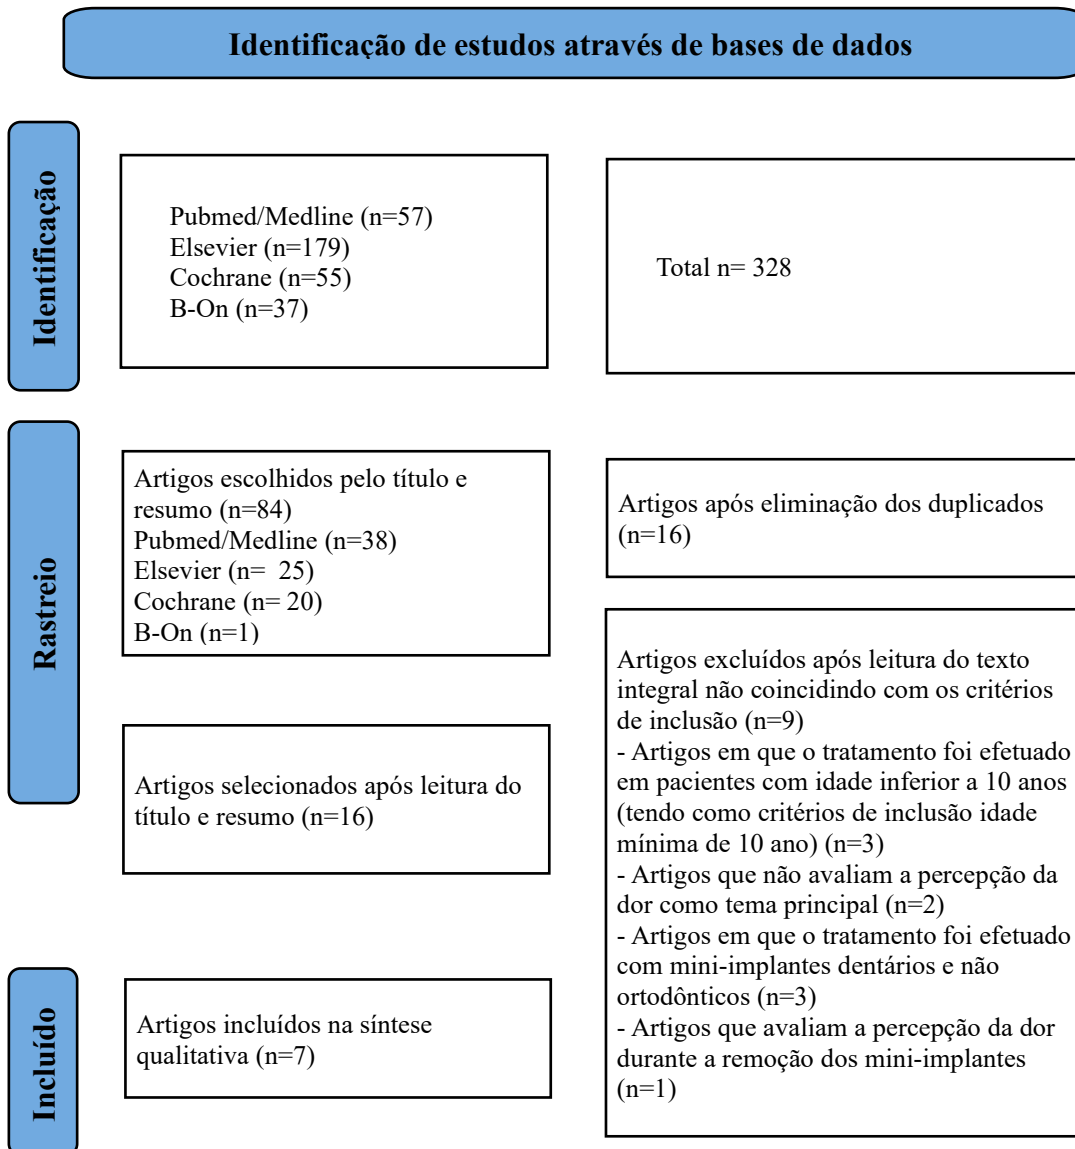 Identificação de estudos através de bases de dados
Identificação
Pubmed/Medline (n=57)
Elsevier (n=179)
Cochrane (n=55)
B-On (n=37)
Total n= 328
Rastreio
Artigos escolhidos pelo título e
resumo (n=84)
Pubmed/Medline (n=38)
Elsevier (n=  25)
Cochrane (n= 20)
B-On (n=1)
Artigos após eliminação dos duplicados
(n=16)
Artigos selecionados após leitura do
título e resumo (n=16)
Artigos excluídos após leitura do texto
integral não coincidindo com os critérios
de inclusão (n=9)
- Artigos em que o tratamento foi efetuado
em pacientes com idade inferior a 10 anos
(tendo como critérios de inclusão idade
mínima de 10 ano) (n=3)
- Artigos que não avaliam a percepção da
dor como tema principal (n=2)
- Artigos em que o tratamento foi efetuado
com mini-implantes dentários e não
ortodônticos (n=3)
- Artigos que avaliam a percepção da dor
durante a remoção dos mini-implantes
(n=1)
Incluído
Artigos incluídos na síntese
qualitativa (n=7)